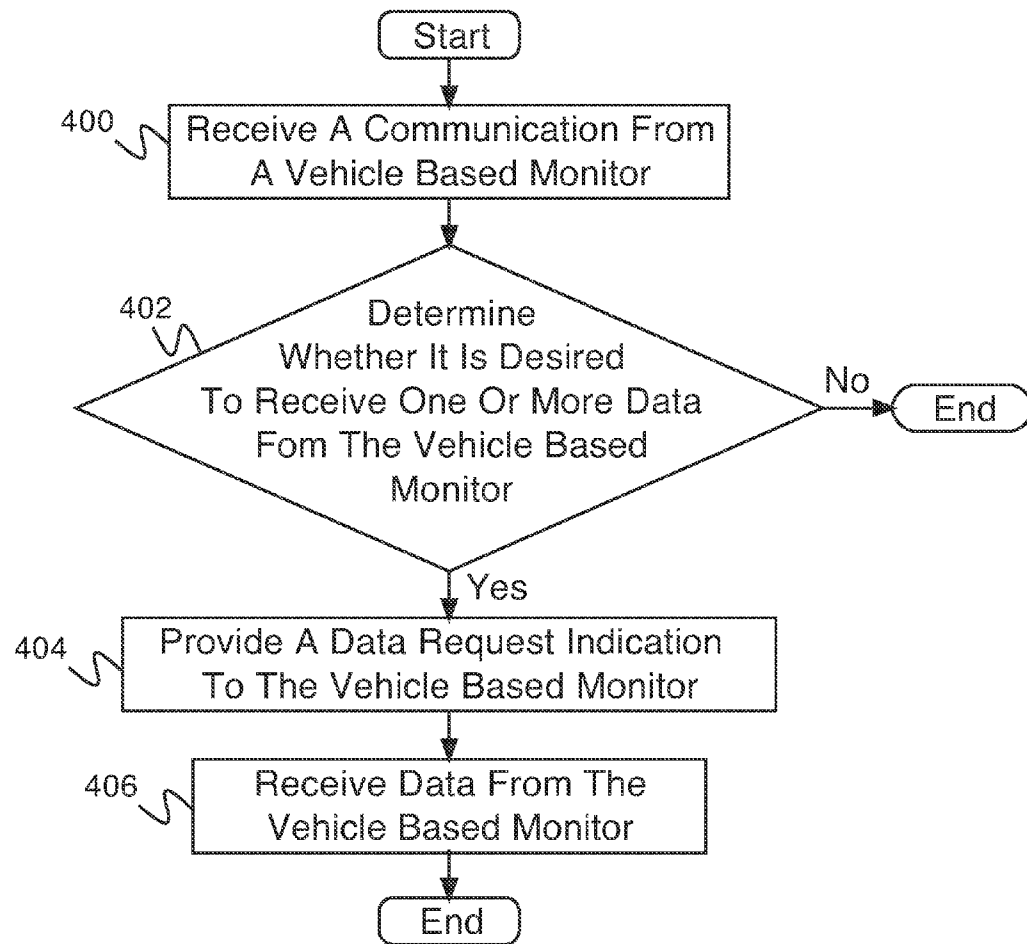 Start
400
Receive A Communication From
A Vehicle Based Monitor
402
Determine
Whether It Is Desired
To Receive One Or More Data
Fom The Vehicle Based
Monitor
No
End
Yes
404
Provide A Data Request Indication
To The Vehicle Based Monitor
406
Receive Data From The
Vehicle Based Monitor
End